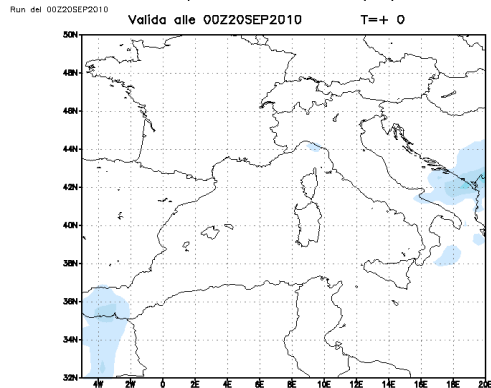 Run del 00Z20SEP2010
Valida alle 00Z20SEP2010 T=+ 0
50N
48N
46N
44N
42N
40N
38N
36N
34N
32N
4W 2W 0 2E 4E 6E 8E 10E 12E 14E 16E 18E 20E